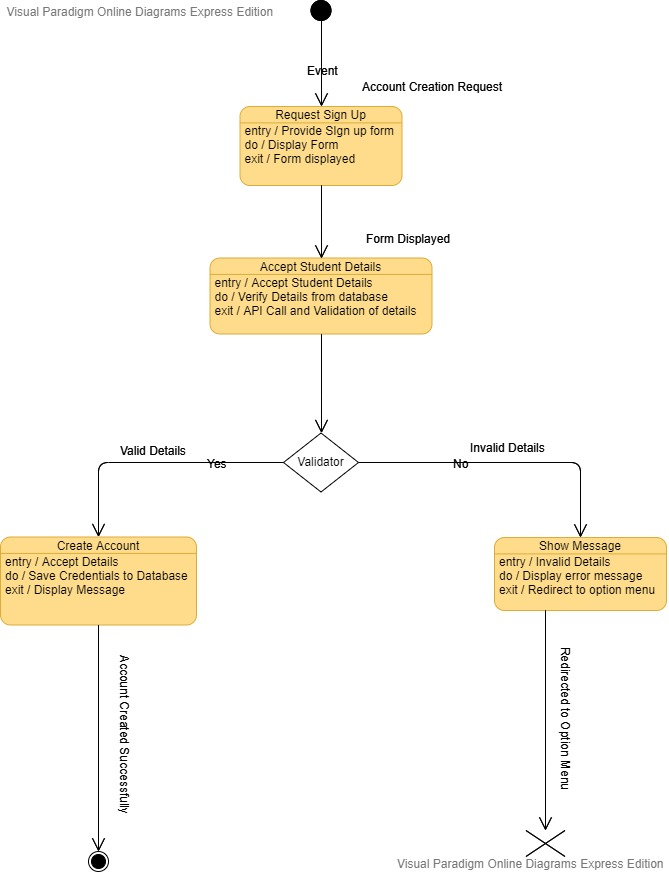 Visual Paradigm Online Diagrams Express Edition
Event
Account Creation Request
Request Sign Up
entry / Provide SIgn up form
do / Display Form
exit / Form displayed
Form Displayed
Accept Student Details
entry / Accept Student Details
do / Verify Details from database
exit / API Call and Validation of details
Valid Details
Yes
Validator
Invalid Details
No
Create Account
entry / Accept Details
do / Save Credentials to Database
exit / Display Message
Show Message
entry / Invalid Details
do / Display error message
exit / Redirect to option menu
Account Created Successfully
Redirected to Option Menu
Visual Paradigm Online Diagrams Express Edition